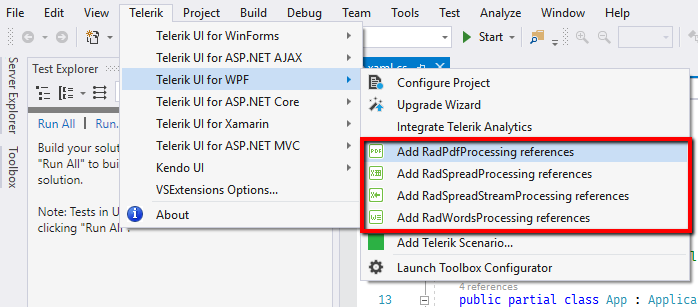 File Edit View Telerik Project Build Debug Team Tools Test Analyze Window Help
Start
Server Explorer
Toolbox
Test Explorer
Run All | Run.
Build your solu
"Run All" to bui
solution.
Note: Tests in U
clicking "Run All".
Telerik UI for WinForms
Telerik UI for ASP.NET AJAX
Telerik UI for WPF
Telerik UI for ASP.NET Core
Telerik UI for Xamarin
Telerik UI for ASP.NET MVC
Kendo UI
VSExtensions Options...
About
.xaml.cs
Configure Project
Upgrade Wizard
Integrate Telerik Analytics
PDF Add RadPdfProcessing references
Add RadSpreadProcessing references
Add RadSpreadStreamProcessing references
Add RadWordsProcessing references
Add Telerik Scenario...
Launch Toolbox Configurator
4 references
13 public partial class App : Applica